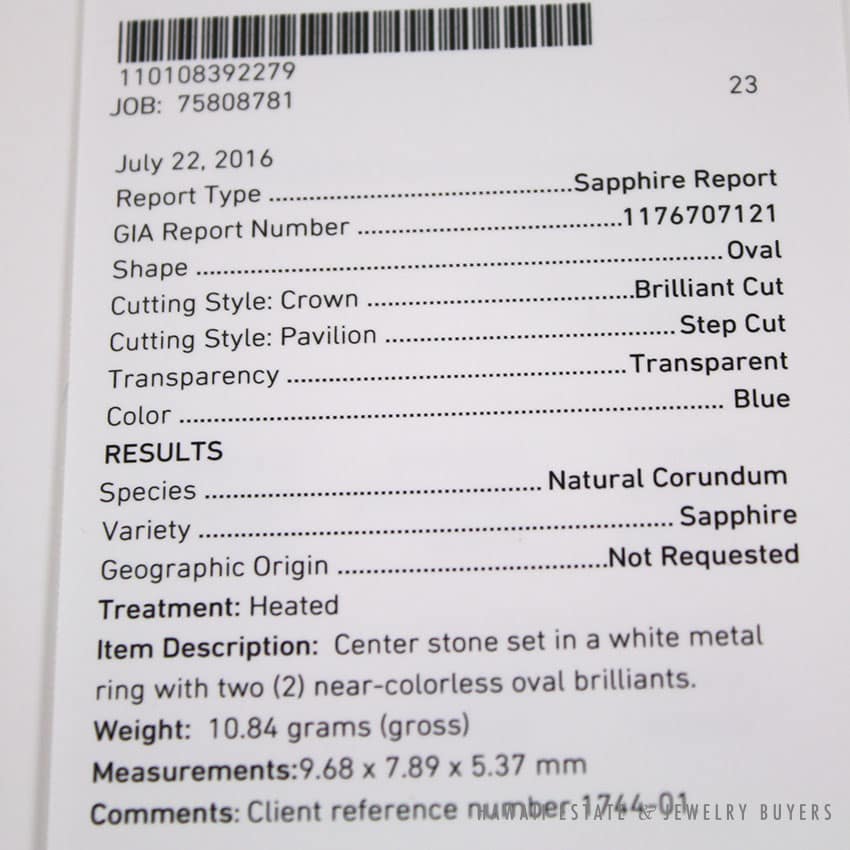 110108392279
JOB: 75808781
23
July 22, 2016
Report Type ............................................Sapphire Report
GIA Report Number ......................................1176707121
Shape ...........................................................................Oval
Cutting Style: Crown ......................................Brilliant Cut
Cutting Style: Pavilion .........................................Step Cut
Transparency ................................................Transparent
Color .............................................................................. Blue
RESULTS
Species ................................................ Natural Corundum
Variety .................................................................... Sapphire
Geographic Origin ......................................Not Requested
Treatment: Heated
Item Description: Center stone set in a white metal
ring with two (2) near-colorless oval brilliants.
Weight: 10.84 grams (gross)
Measurements:9.68 x 7.89 x 5.37 mm
Comments: Client reference number 1744-01
HAWAII ESTATE & JEWELRY BUYERS